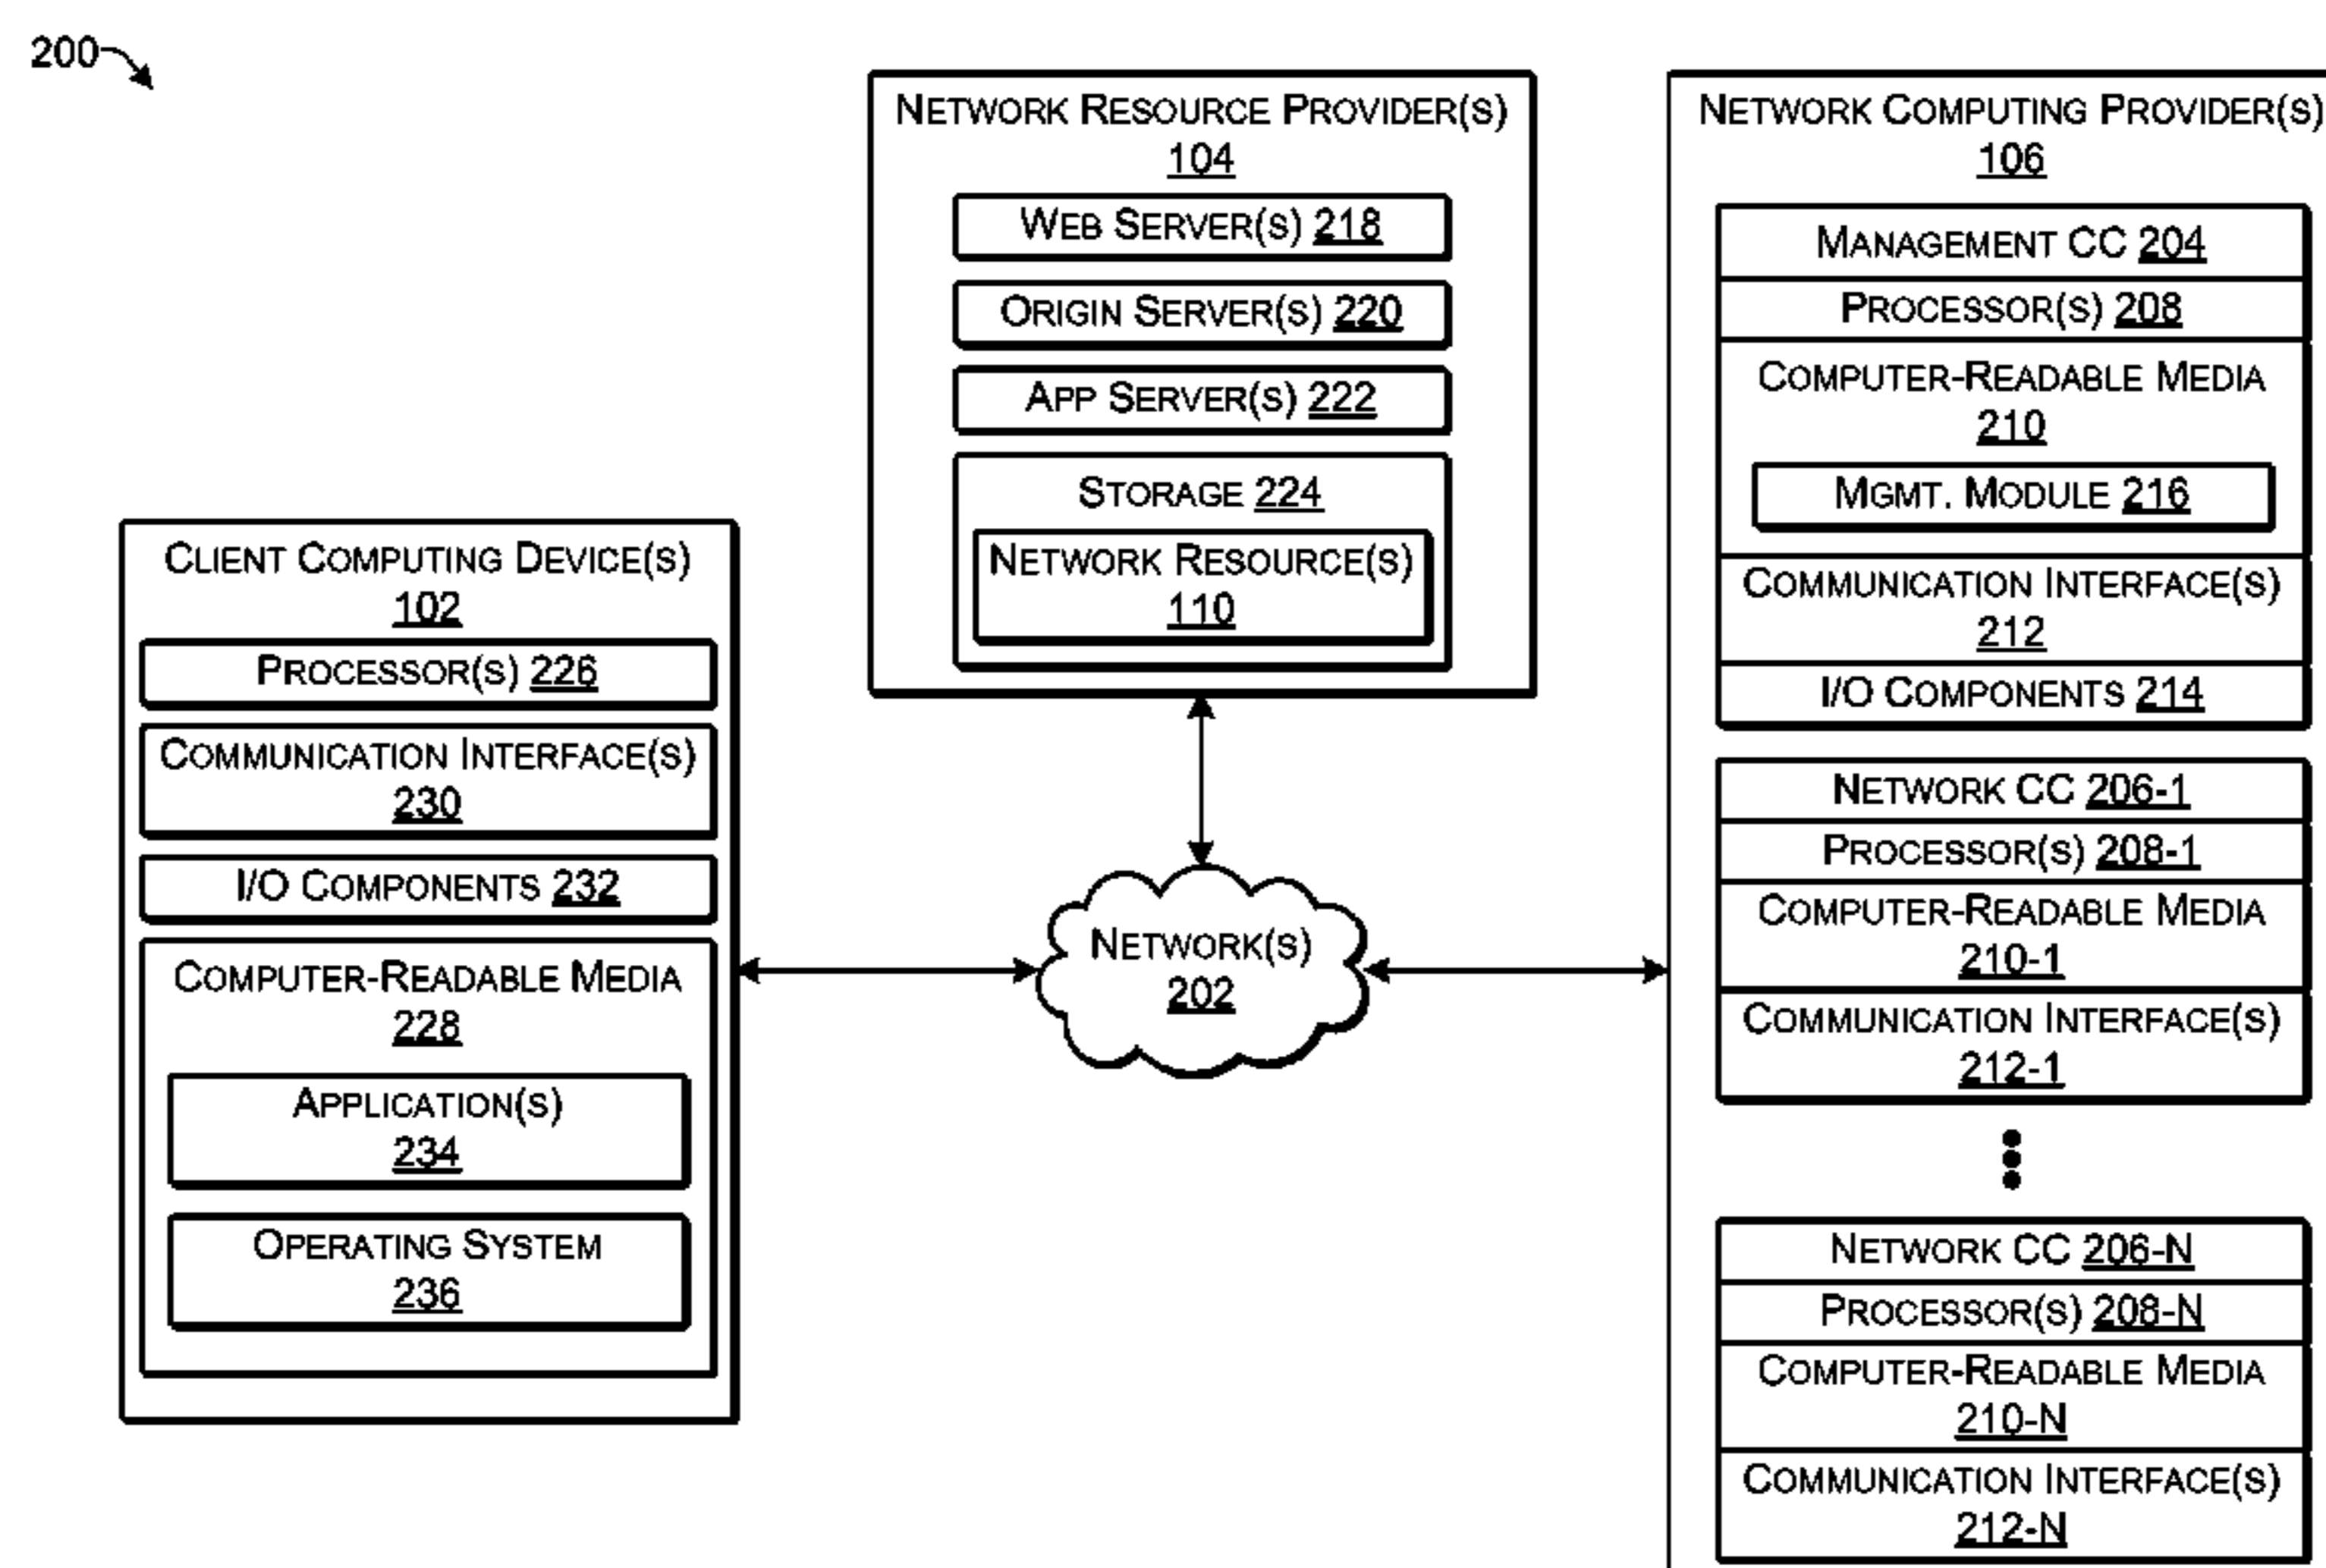 200
NETWORK RESOURCE PROVIDER(S)
104
WEB SERVER(S) 218
ORIGIN SERVER(S) 220
APP SERVER(S) 222
STORAGE 224
NETWORK RESOURCE(S)
110
NETWORK COMPUTING PROVIDER(S)
106
MANAGEMENT CC 204
PROCESSOR(S) 208
COMPUTER-READABLE MEDIA
210
MGMT. MODULE 216
COMMUNICATION INTERFACE(S)
212
I/O COMPONENTS 214
NETWORK CC 206-1
PROCESSOR(S) 208-1
COMPUTER-READABLE MEDIA
210-1
COMMUNICATION INTERFACE(S)
212-1
NETWORK CC 206-N
PROCESSOR(S) 208-N
COMPUTER-READABLE MEDIA
210-N
COMMUNICATION INTERFACE(S)
212-N
CLIENT COMPUTING DEVICE(S)
102
PROCESSOR(S) 226
COMMUNICATION INTERFACE(S)
230
I/O COMPONENTS 232
COMPUTER-READABLE MEDIA
228
APPLICATION(S)
234
OPERATING SYSTEM
236
NETWORK(S)
202